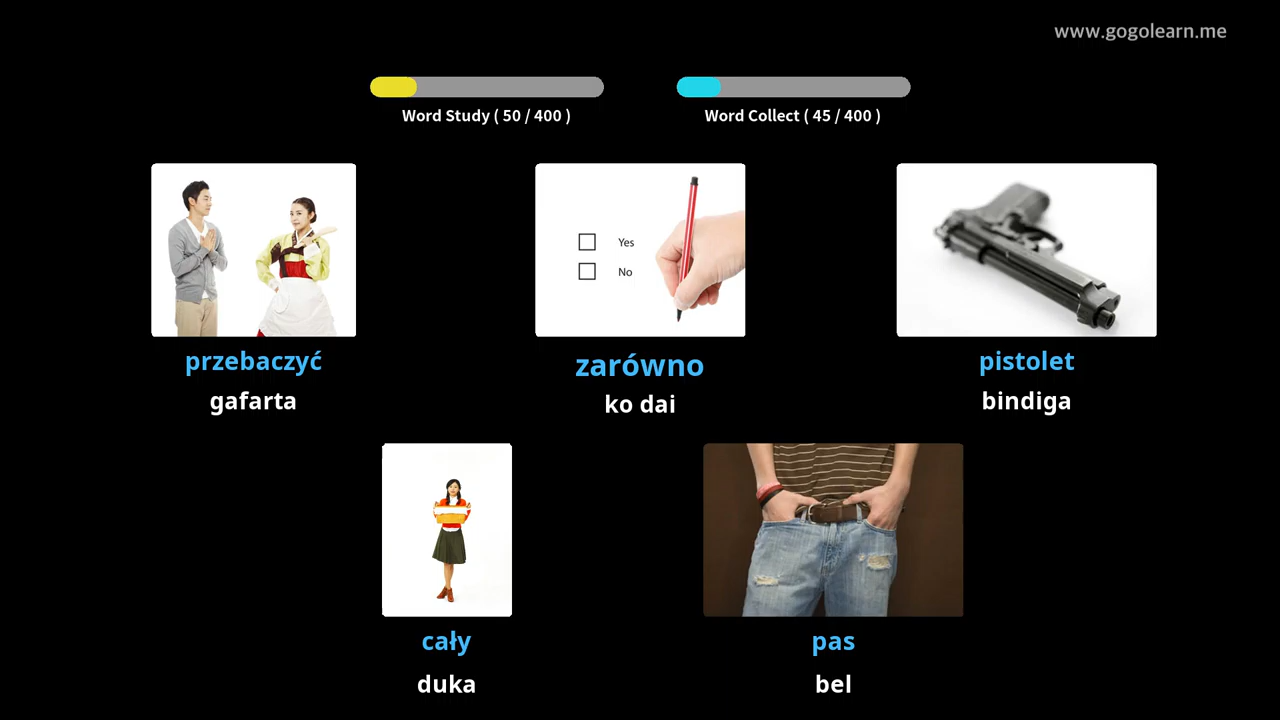 www.gogolearn.me
Word Study ( 50 / 400 )
Word Collect ( 45 / 400 )
Yes
No
przebaczyć
zarówno
pistolet
gafarta
ko dai
bindiga
cały
pas
duka
bel